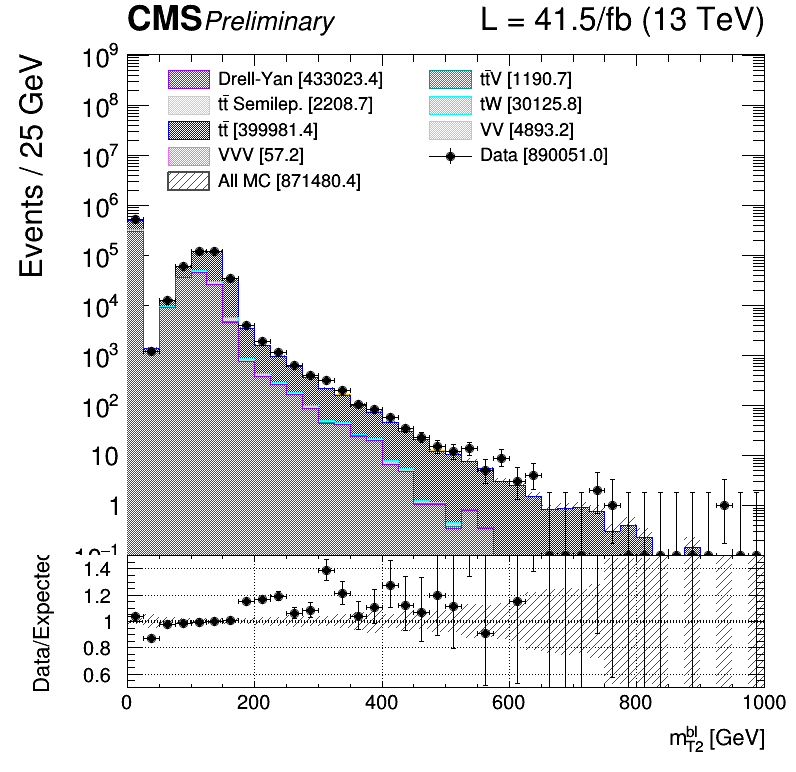 CMS Preliminary L = 41.5/fb (13 TeV)
Events / 25 GeV
10⁹
10⁸
10⁷
10⁶
10⁵
10⁴
10³
10²
10
1
10⁻¹
Drell-Yan [433023.4]
tt̄ Semilep. [2208.7]
tt̄ [399981.4]
VVV [57.2]
All MC [871480.4]
tt̄V [1190.7]
tW [30125.8]
VV [4893.2]
Data [890051.0]
Data/Expected
1.4
1.2
1
0.8
0.6
0 200 400 600 800 1000
m_{T2}^{bl} [GeV]